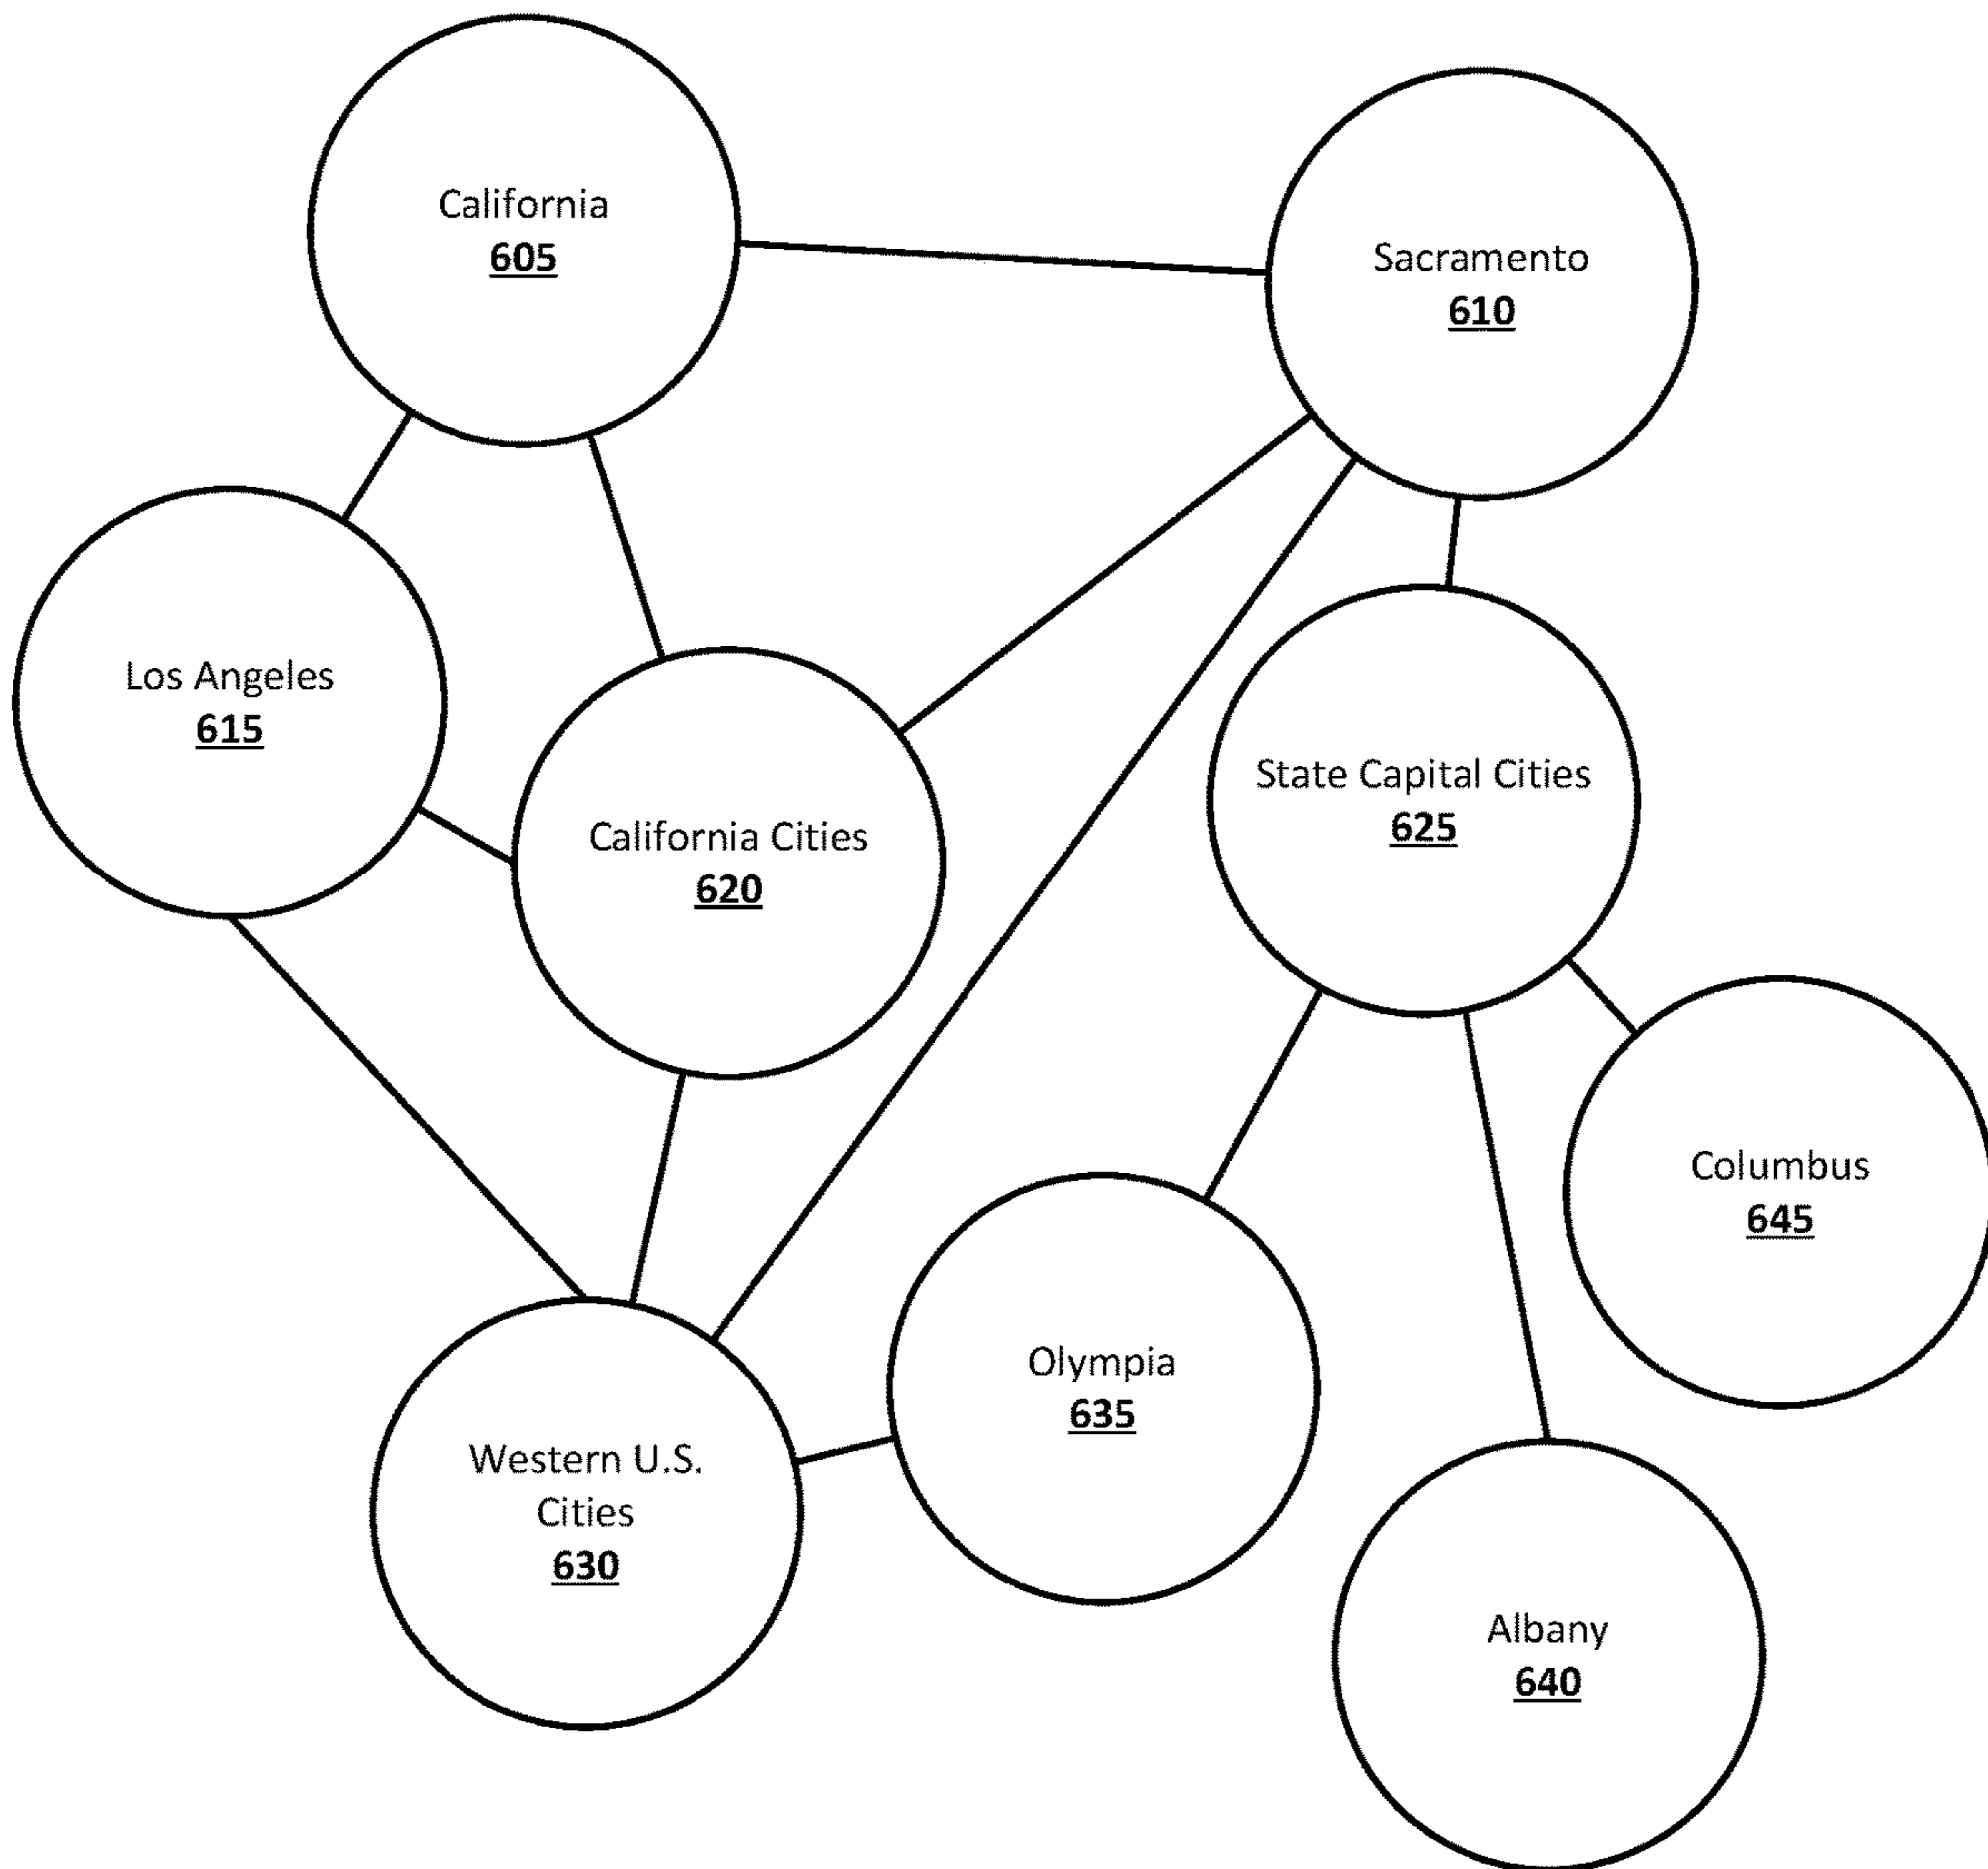 California
605
Sacramento
610
Los Angeles
615
California Cities
620
State Capital Cities
625
Columbus
645
Olympia
635
Western U.S.
Cities
630
Albany
640